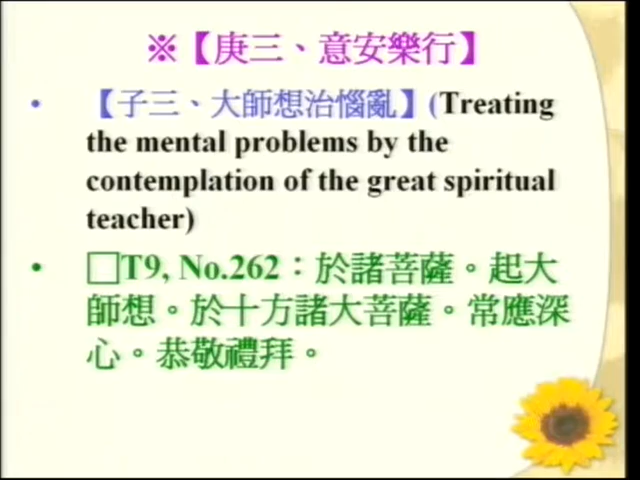 ※【庚三、意安樂行】
• 【子三、大師想治惱亂】(Treating
the mental problems by the
contemplation of the great spiritual
teacher)
• □T9, No.262：於諸菩薩。起大
師想。於十方諸大菩薩。常應深
心。恭敬禮拜。